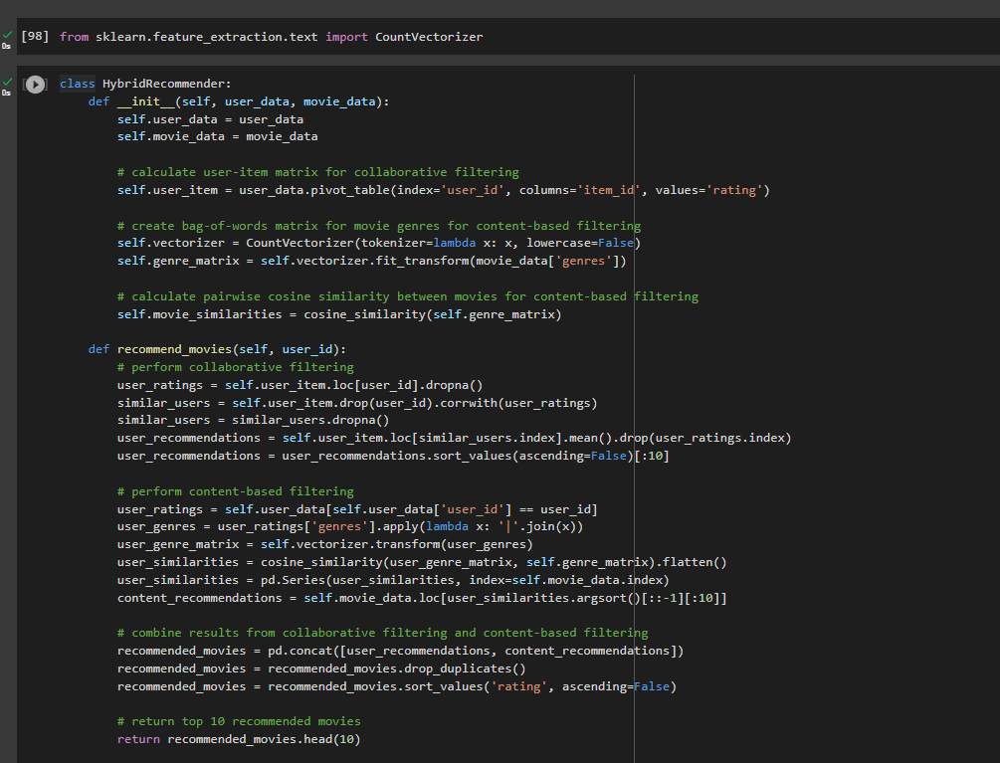 [98] from sklearn.feature_extraction.text import CountVectorizer
0s
class HybridRecommender:
0s
    def __init__(self, user_data, movie_data):
        self.user_data = user_data
        self.movie_data = movie_data

        # calculate user-item matrix for collaborative filtering
        self.user_item = user_data.pivot_table(index='user_id', columns='item_id', values='rating')

        # create bag-of-words matrix for movie genres for content-based filtering
        self.vectorizer = CountVectorizer(tokenizer=lambda x: x, lowercase=False)
        self.genre_matrix = self.vectorizer.fit_transform(movie_data['genres'])

        # calculate pairwise cosine similarity between movies for content-based filtering
        self.movie_similarities = cosine_similarity(self.genre_matrix)

    def recommend_movies(self, user_id):
        # perform collaborative filtering
        user_ratings = self.user_item.loc[user_id].dropna()
        similar_users = self.user_item.drop(user_id).corrwith(user_ratings)
        similar_users = similar_users.dropna()
        user_recommendations = self.user_item.loc[similar_users.index].mean().drop(user_ratings.index)
        user_recommendations = user_recommendations.sort_values(ascending=False)[:10]

        # perform content-based filtering
        user_ratings = self.user_data[self.user_data['user_id'] == user_id]
        user_genres = user_ratings['genres'].apply(lambda x: '|'.join(x))
        user_genre_matrix = self.vectorizer.transform(user_genres)
        user_similarities = cosine_similarity(user_genre_matrix, self.genre_matrix).flatten()
        user_similarities = pd.Series(user_similarities, index=self.movie_data.index)
        content_recommendations = self.movie_data.loc[user_similarities.argsort()[::-1][:10]]

        # combine results from collaborative filtering and content-based filtering
        recommended_movies = pd.concat([user_recommendations, content_recommendations])
        recommended_movies = recommended_movies.drop_duplicates()
        recommended_movies = recommended_movies.sort_values('rating', ascending=False)

        # return top 10 recommended movies
        return recommended_movies.head(10)